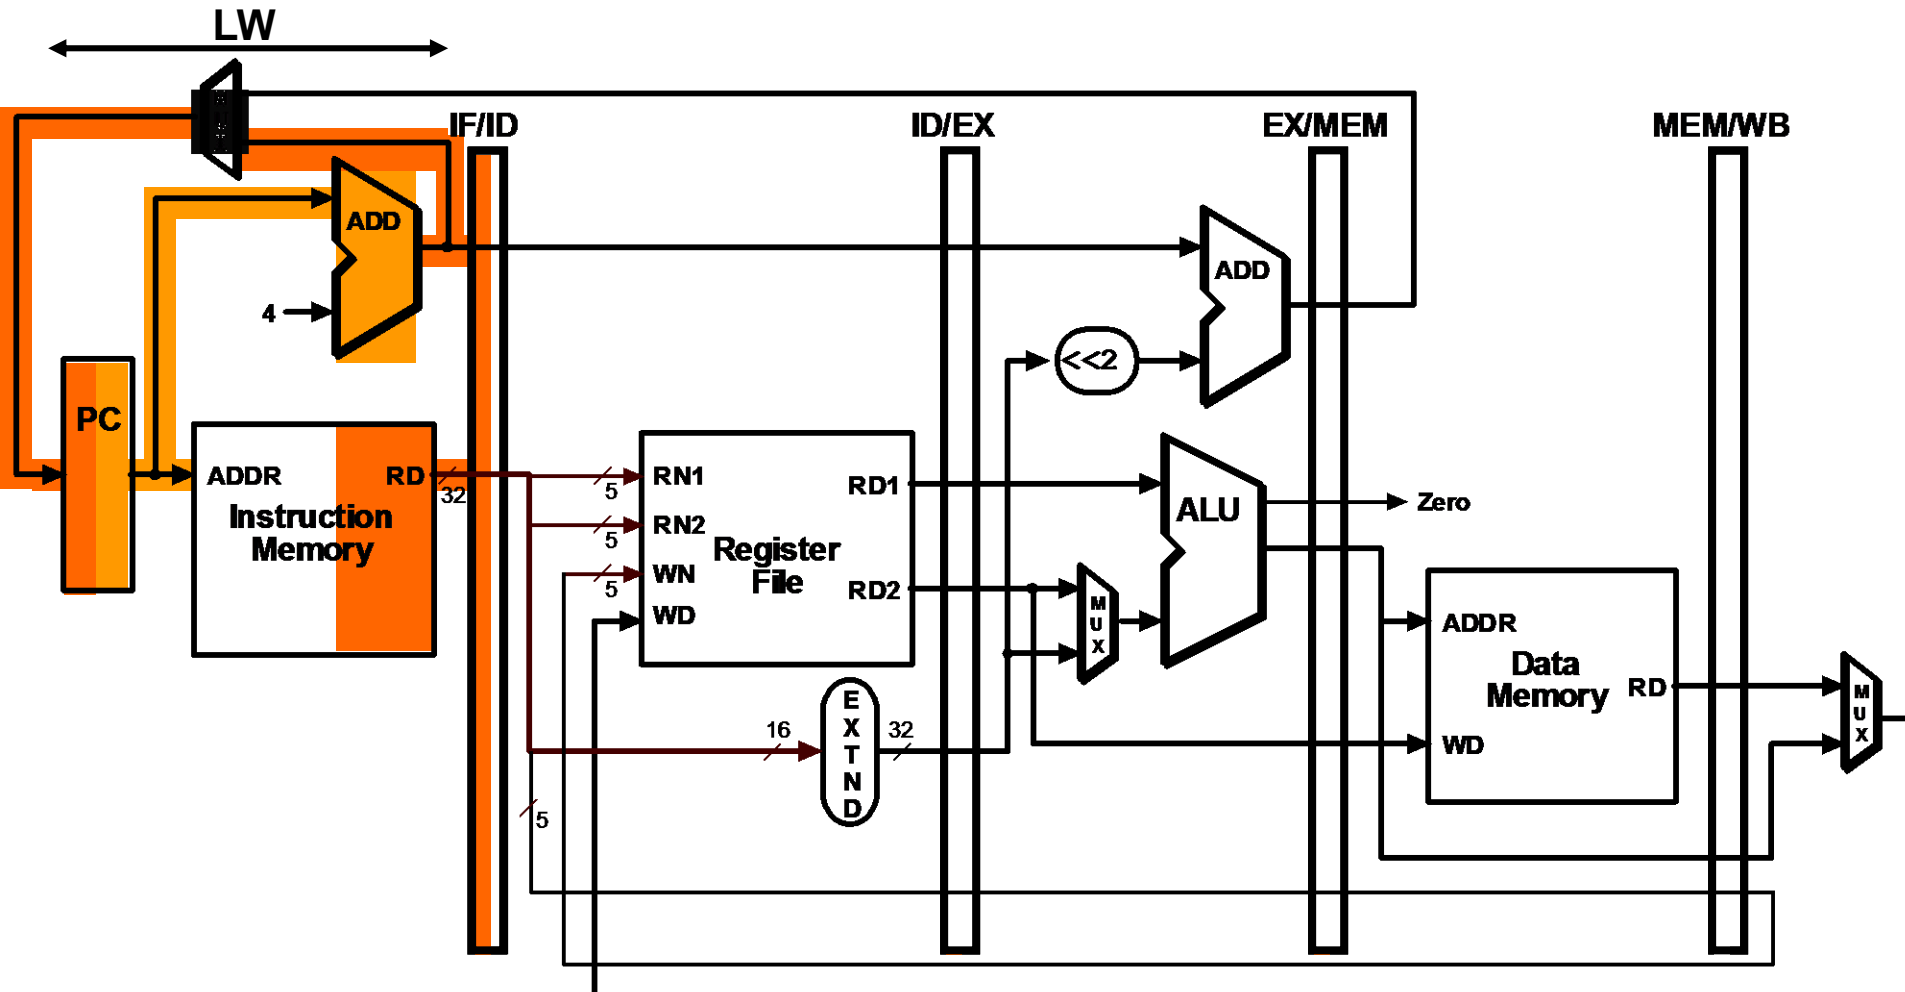 LW
IF/ID
ID/EX
EX/MEM
MEM/WB
ADD
4
ADD
<<2
PC
ADDR
RD
32
Instruction
Memory
RN1
5
RN2
5
WN
5
WD
RD1
RD2
Register
File
ALU
Zero
M
U
X
16
E
X
T
N
D
32
5
ADDR
Data
Memory
RD
WD
M
U
X